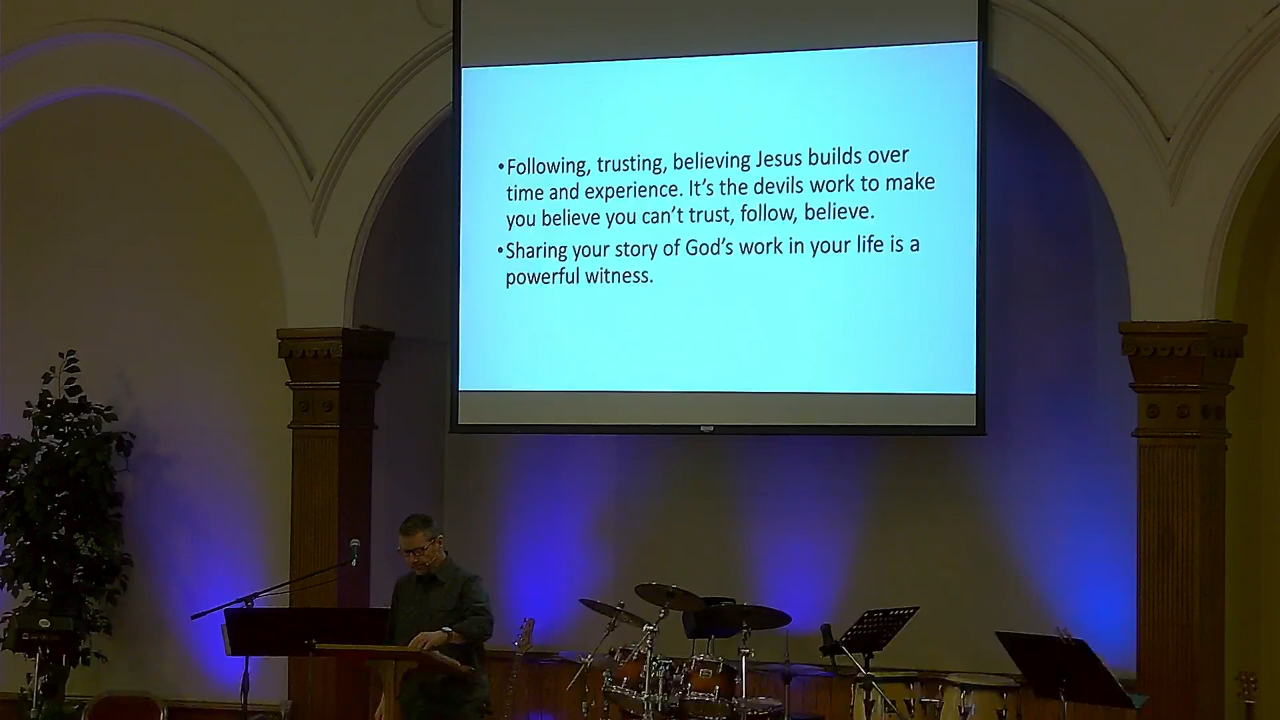 •Following, trusting, believing Jesus builds over
time and experience. It's the devils work to make
you believe you can't trust, follow, believe.
•Sharing your story of God's work in your life is a
powerful witness.